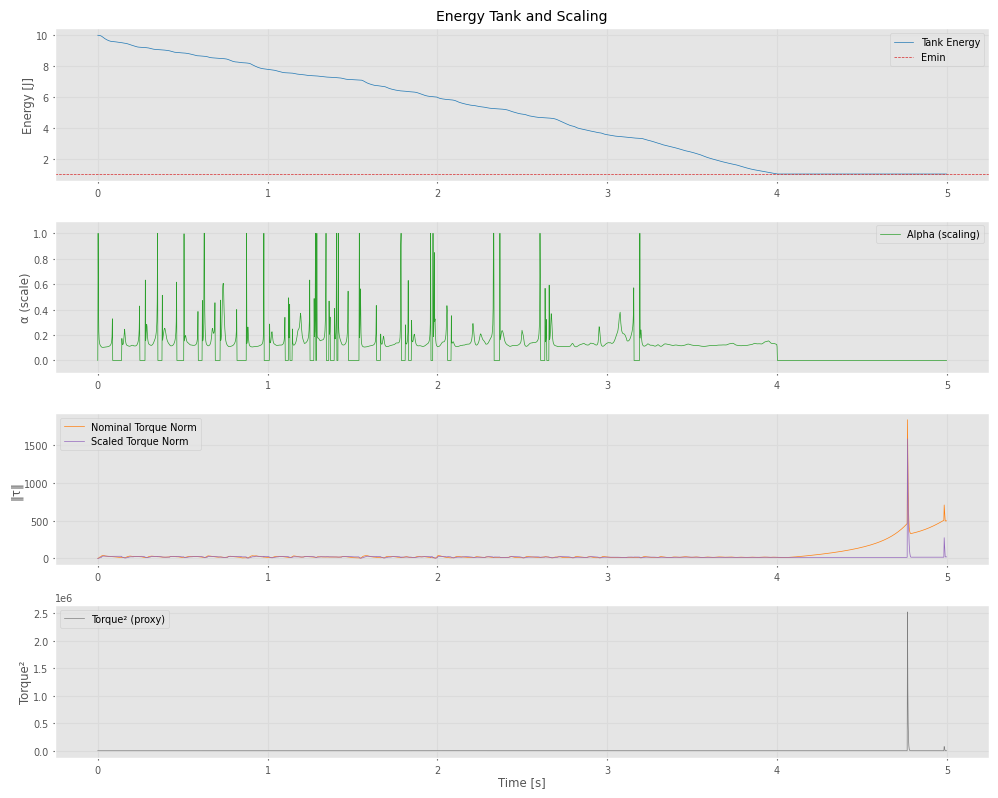 Energy Tank and Scaling
Energy [J]
10
8
6
4
2
Tank Energy
Emin
0 1 2 3 4 5
α (scale)
1.0
0.8
0.6
0.4
0.2
0.0
Alpha (scaling)
0 1 2 3 4 5
‖τ‖
1500
1000
500
0
Nominal Torque Norm
Scaled Torque Norm
0 1 2 3 4 5
1e6
Torque²
2.5
2.0
1.5
1.0
0.5
0.0
Torque² (proxy)
0 1 2 3 4 5
Time [s]